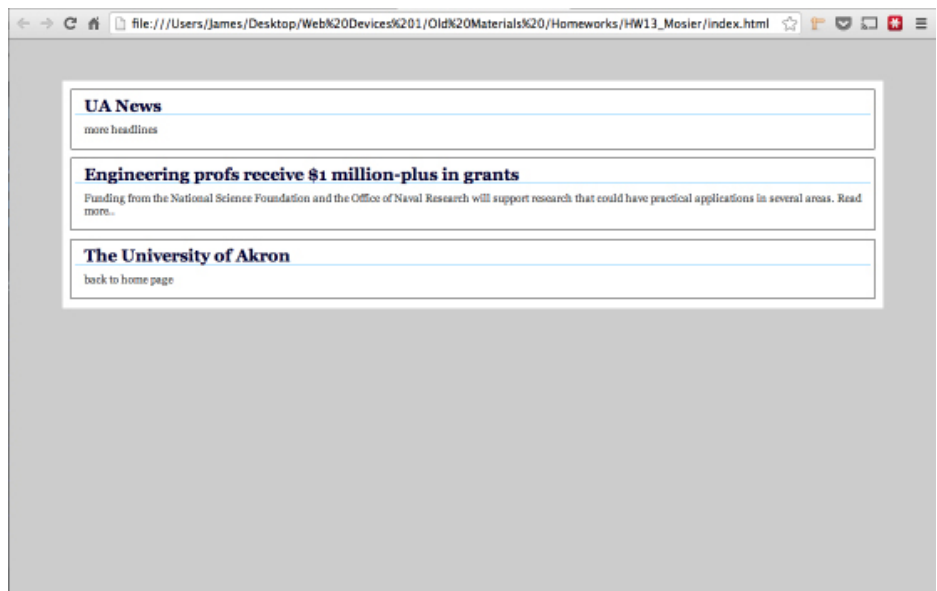 file:///Users/James/Desktop/Web%20Devices%201/Old%20Materials%20/Homeworks/HW13_Mosier/index.html
UA News
more headlines
Engineering profs receive $1 million-plus in grants
Funding from the National Science Foundation and the Office of Naval Research will support research that could have practical applications in several areas. Read
more..
The University of Akron
back to home page